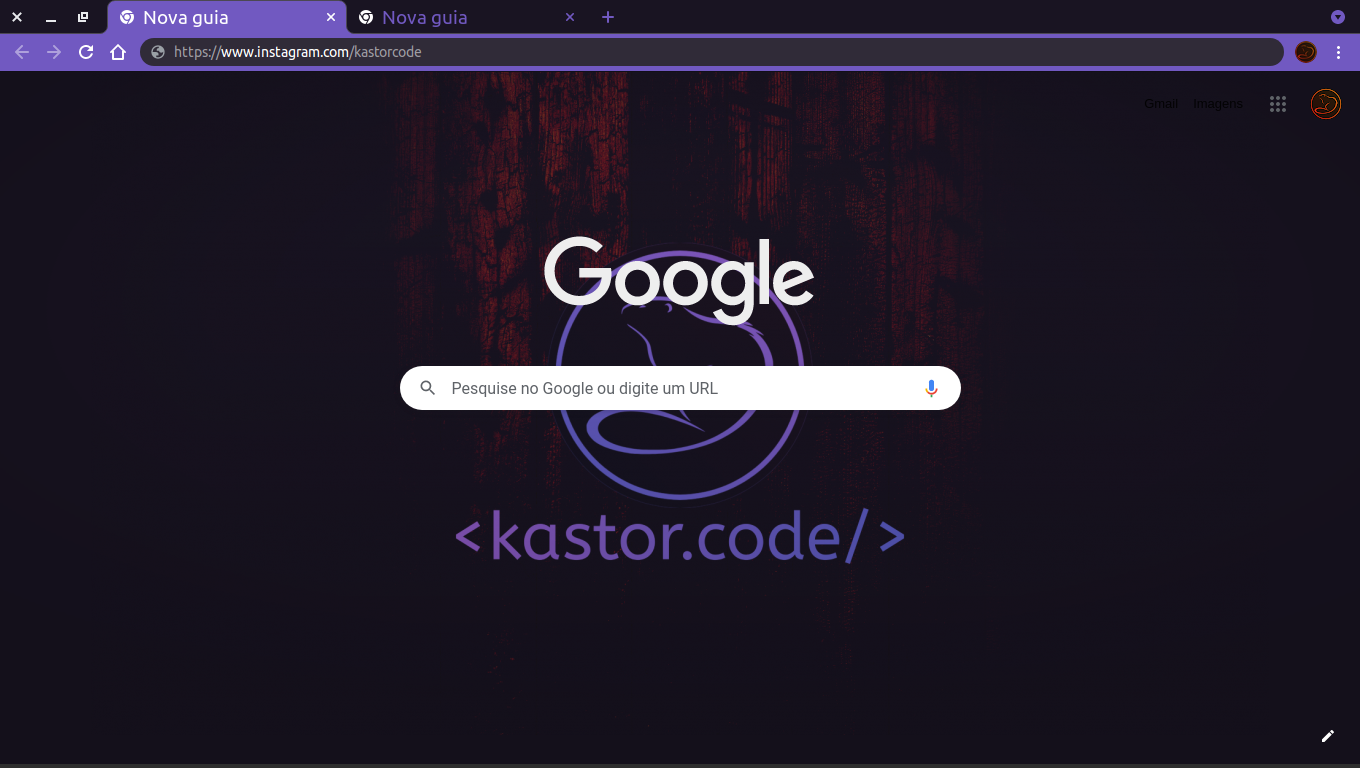 Nova guia
Nova guia
https://www.instagram.com/kastorcode
Gmail Imagens
Google
Pesquise no Google ou digite um URL
<kastor.code/>